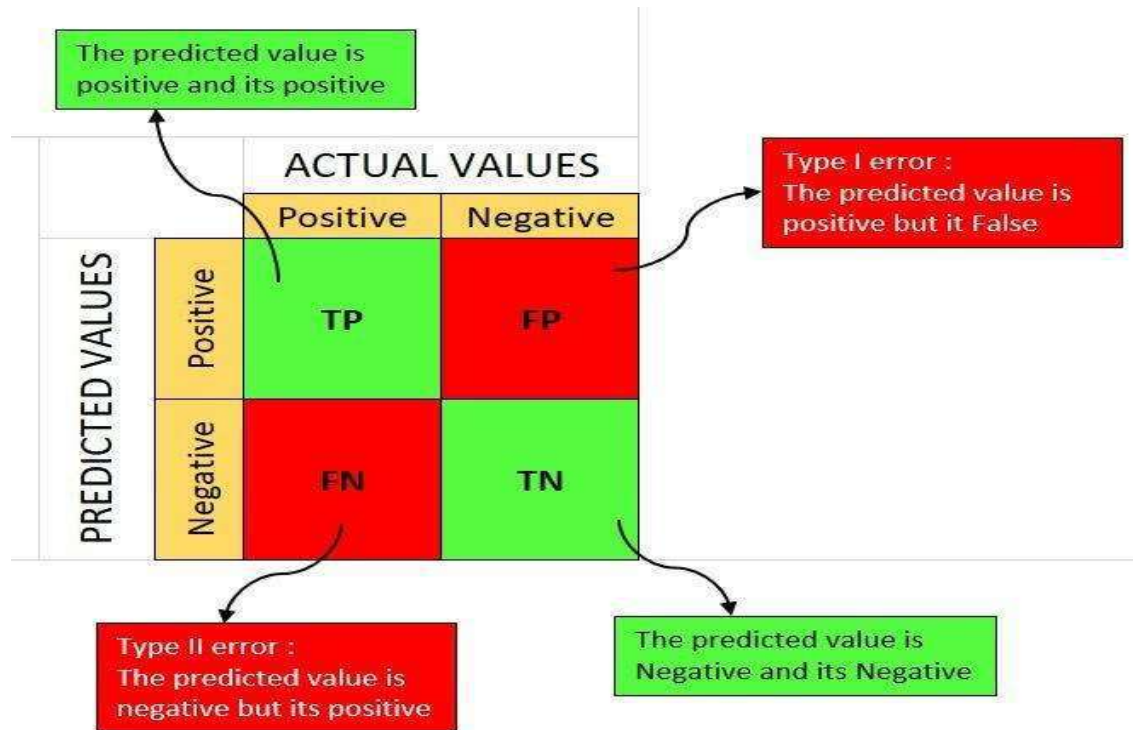 The predicted value is
positive and its positive
ACTUAL VALUES
Positive
Negative
Type I error :
The predicted value is
positive but it False
PREDICTED VALUES
Positive
TP
FP
Negative
FN
TN
Type II error :
The predicted value is
negative but its positive
The predicted value is
Negative and its Negative